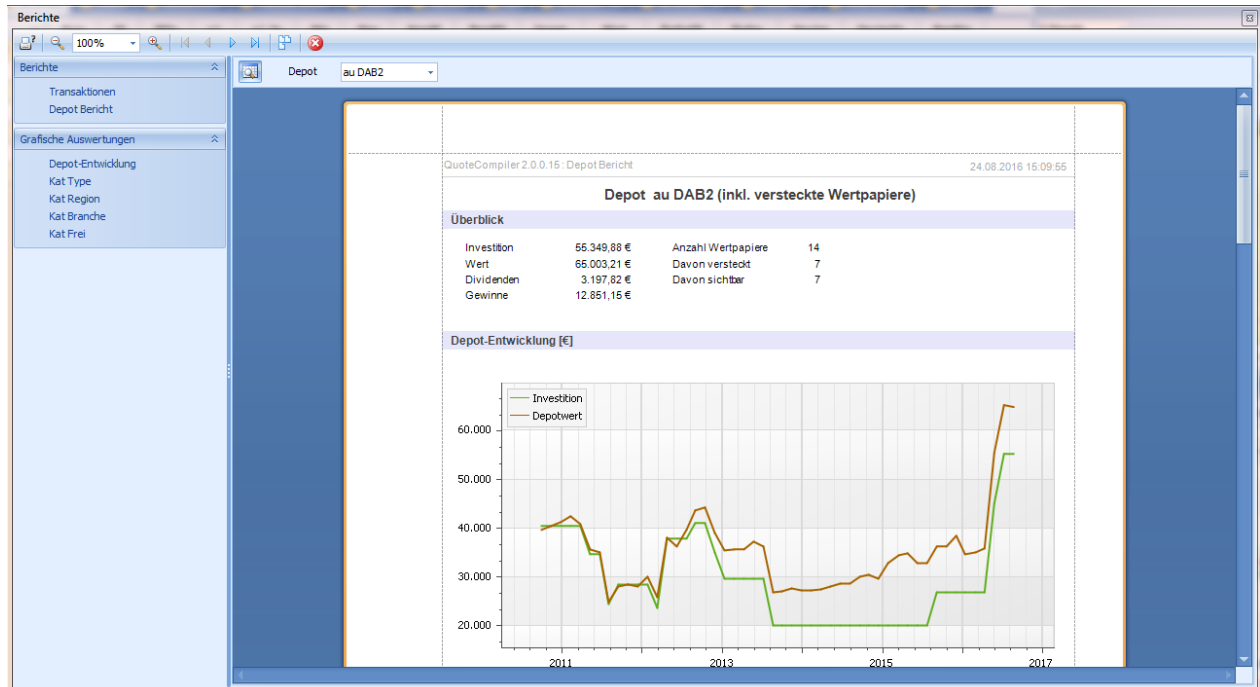 Berichte
100%
Berichte
Transaktionen
Depot Bericht
Grafische Auswertungen
Depot-Entwicklung
Kat Type
Kat Region
Kat Branche
Kat Frei
Depot au DAB2
QuoteCompiler 2.0.0.15 : Depot Bericht 24.08.2016 15:09:55
Depot au DAB2 (inkl. versteckte Wertpapiere)
Überblick
Investition 55.349,88 € Anzahl Wertpapiere 14
Wert 65.003,21 € Davon versteckt 7
Dividenden 3.197,82 € Davon sichtbar 7
Gewinne 12.851,15 €
Depot-Entwicklung [€]
Investition
Depotwert
60.000
50.000
40.000
30.000
20.000
2011 2013 2015 2017